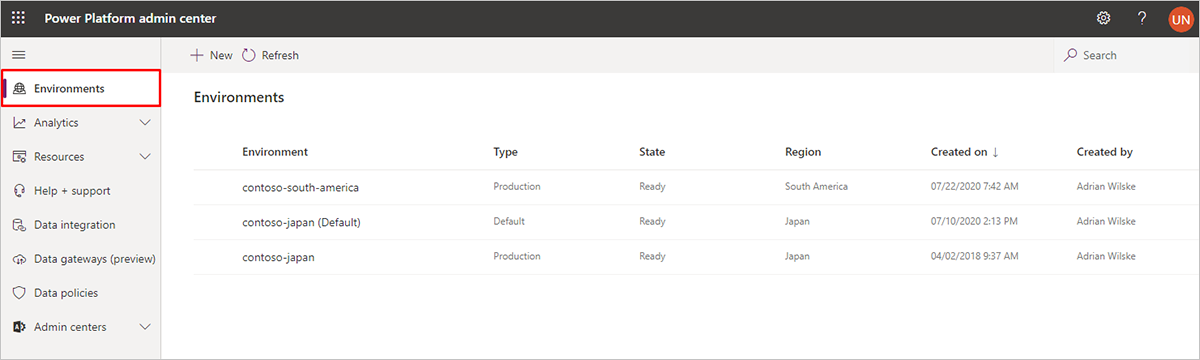 Power Platform admin center
?
UN
New
Refresh
Search
Environments
Analytics
Resources
Help + support
Data integration
Data gateways (preview)
Data policies
Admin centers
Environments
Environment Type State Region Created on ↓ Created by
contoso-south-america Production Ready South America 07/22/2020 7:42 AM Adrian Wilske
contoso-japan (Default) Default Ready Japan 07/10/2020 2:13 PM Adrian Wilske
contoso-japan Production Ready Japan 04/02/2018 9:37 AM Adrian Wilske